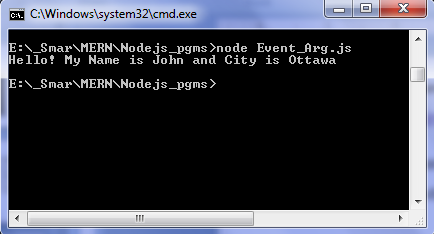 C:\Windows\system32\cmd.exe
E:\_Smar\MERN\Nodejs_pgms>node Event_Arg.js
Hello! My Name is John and City is Ottawa
E:\_Smar\MERN\Nodejs_pgms>